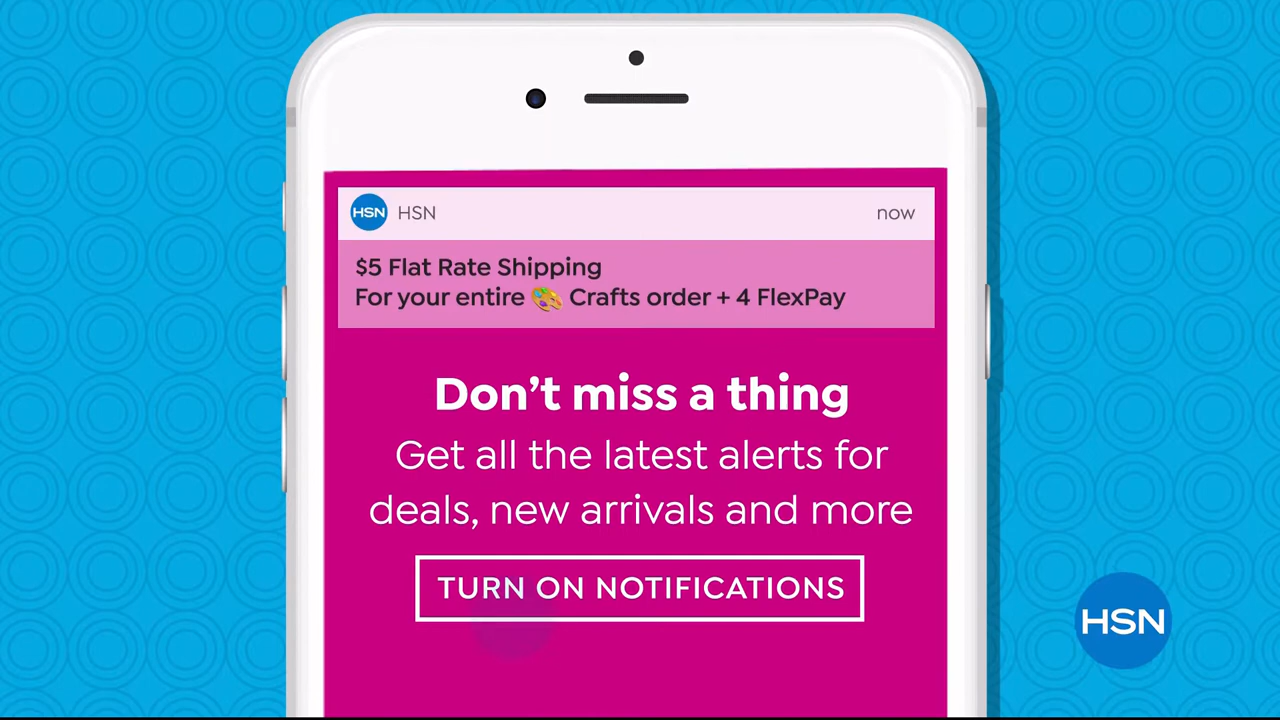 HSN HSN now
$5 Flat Rate Shipping
For your entire 🎨 Crafts order + 4 FlexPay
Don't miss a thing
Get all the latest alerts for
deals, new arrivals and more
TURN ON NOTIFICATIONS
HSN